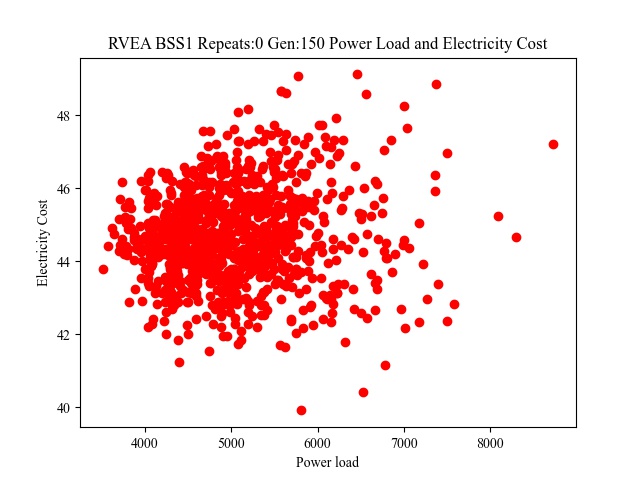 RVEA BSS1 Repeats:0 Gen:150 Power Load and Electricity Cost
48
46
44
42
40
Electricity Cost
4000 5000 6000 7000 8000
Power load